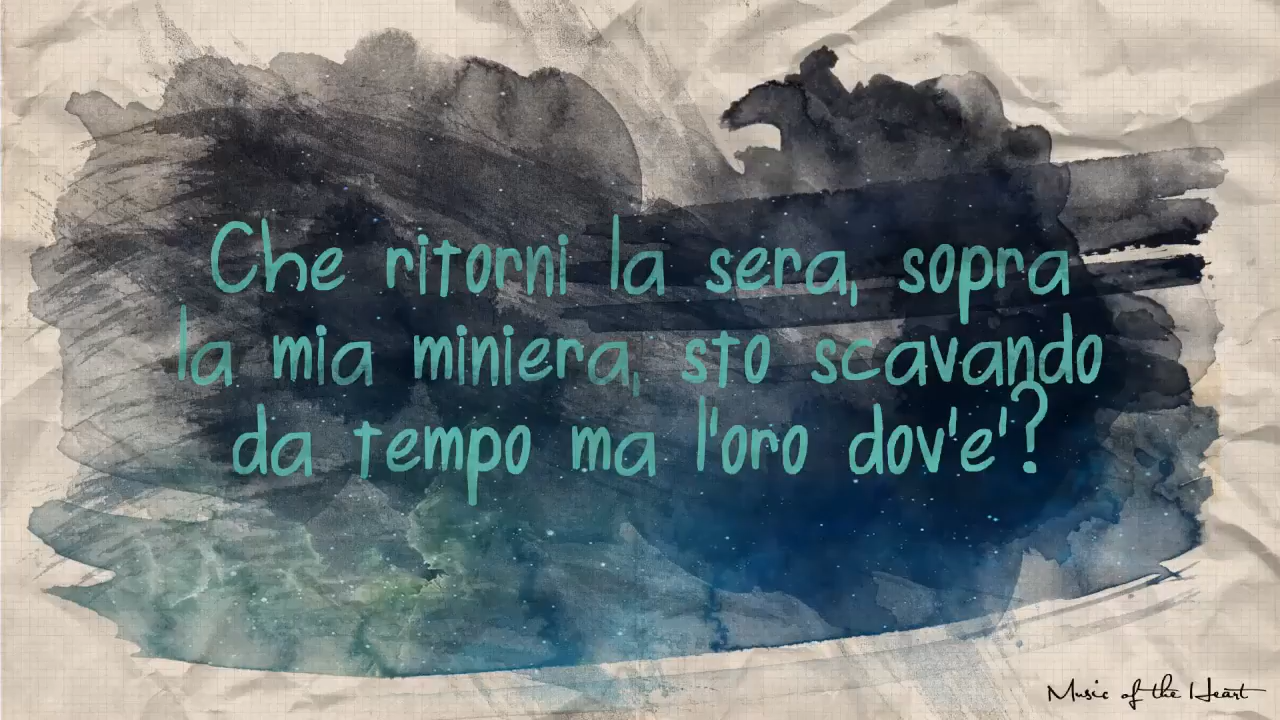 Che ritorni la sera, sopra
la mia miniera, sto scavando
da tempo ma l'oro dov'e'?
Music of the Heart